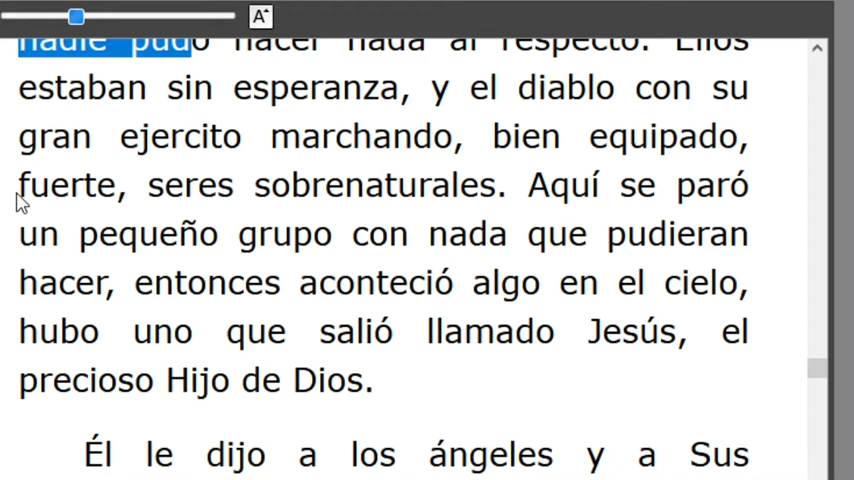 A
nadie pudo hacer nada al respecto. Ellos
estaban sin esperanza, y el diablo con su
gran ejercito marchando, bien equipado,
fuerte, seres sobrenaturales. Aquí se paró
un pequeño grupo con nada que pudieran
hacer, entonces aconteció algo en el cielo,
hubo uno que salió llamado Jesús, el
precioso Hijo de Dios.
Él le dijo a los ángeles y a Sus